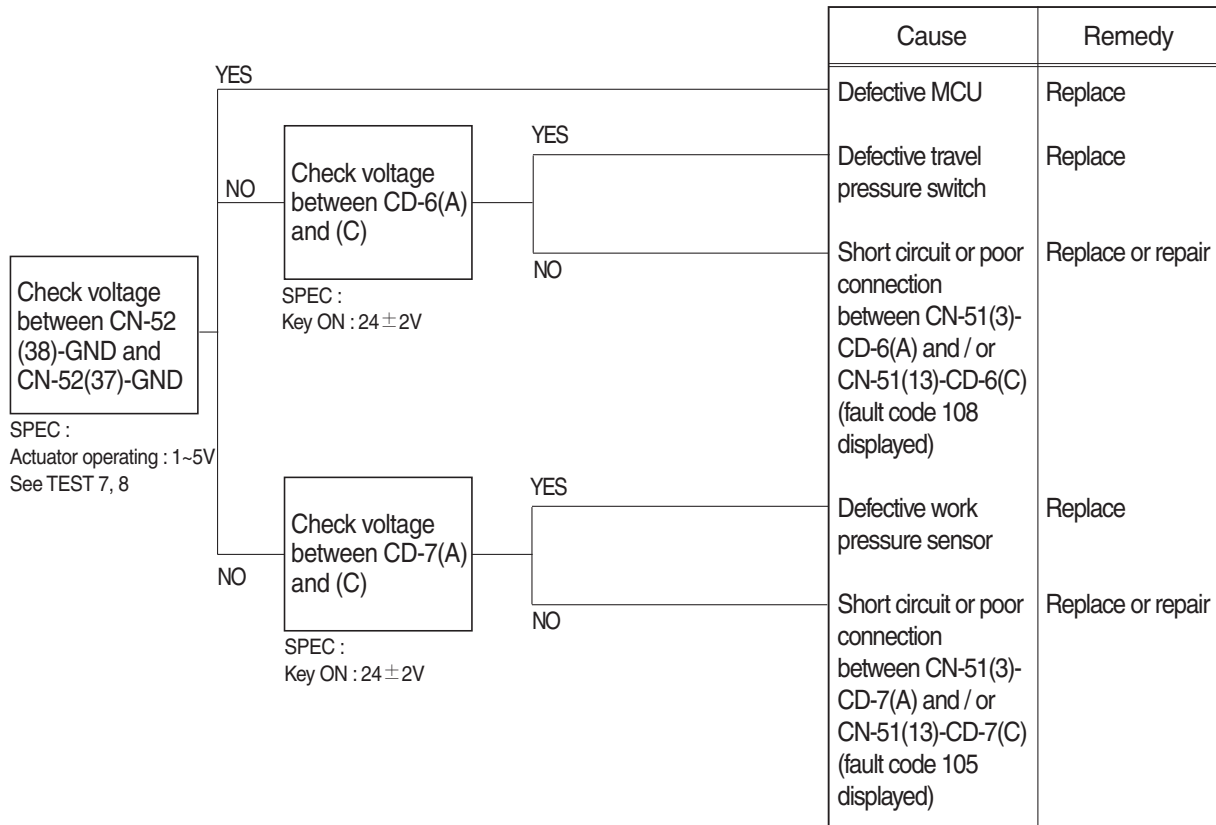 Cause
Remedy
YES
Defective MCU
Replace
NO
Check voltage
between CD-6(A)
and (C)
SPEC :
Key ON : 24±2V
YES
Defective travel
pressure switch
Replace
NO
Short circuit or poor
connection
between CN-51(3)-
CD-6(A) and / or
CN-51(13)-CD-6(C)
(fault code 108
displayed)
Replace or repair
Check voltage
between CN-52
(38)-GND and
CN-52(37)-GND
SPEC :
Actuator operating : 1~5V
See TEST 7, 8
NO
Check voltage
between CD-7(A)
and (C)
SPEC :
Key ON : 24±2V
YES
Defective work
pressure sensor
Replace
NO
Short circuit or poor
connection
between CN-51(3)-
CD-7(A) and / or
CN-51(13)-CD-7(C)
(fault code 105
displayed)
Replace or repair